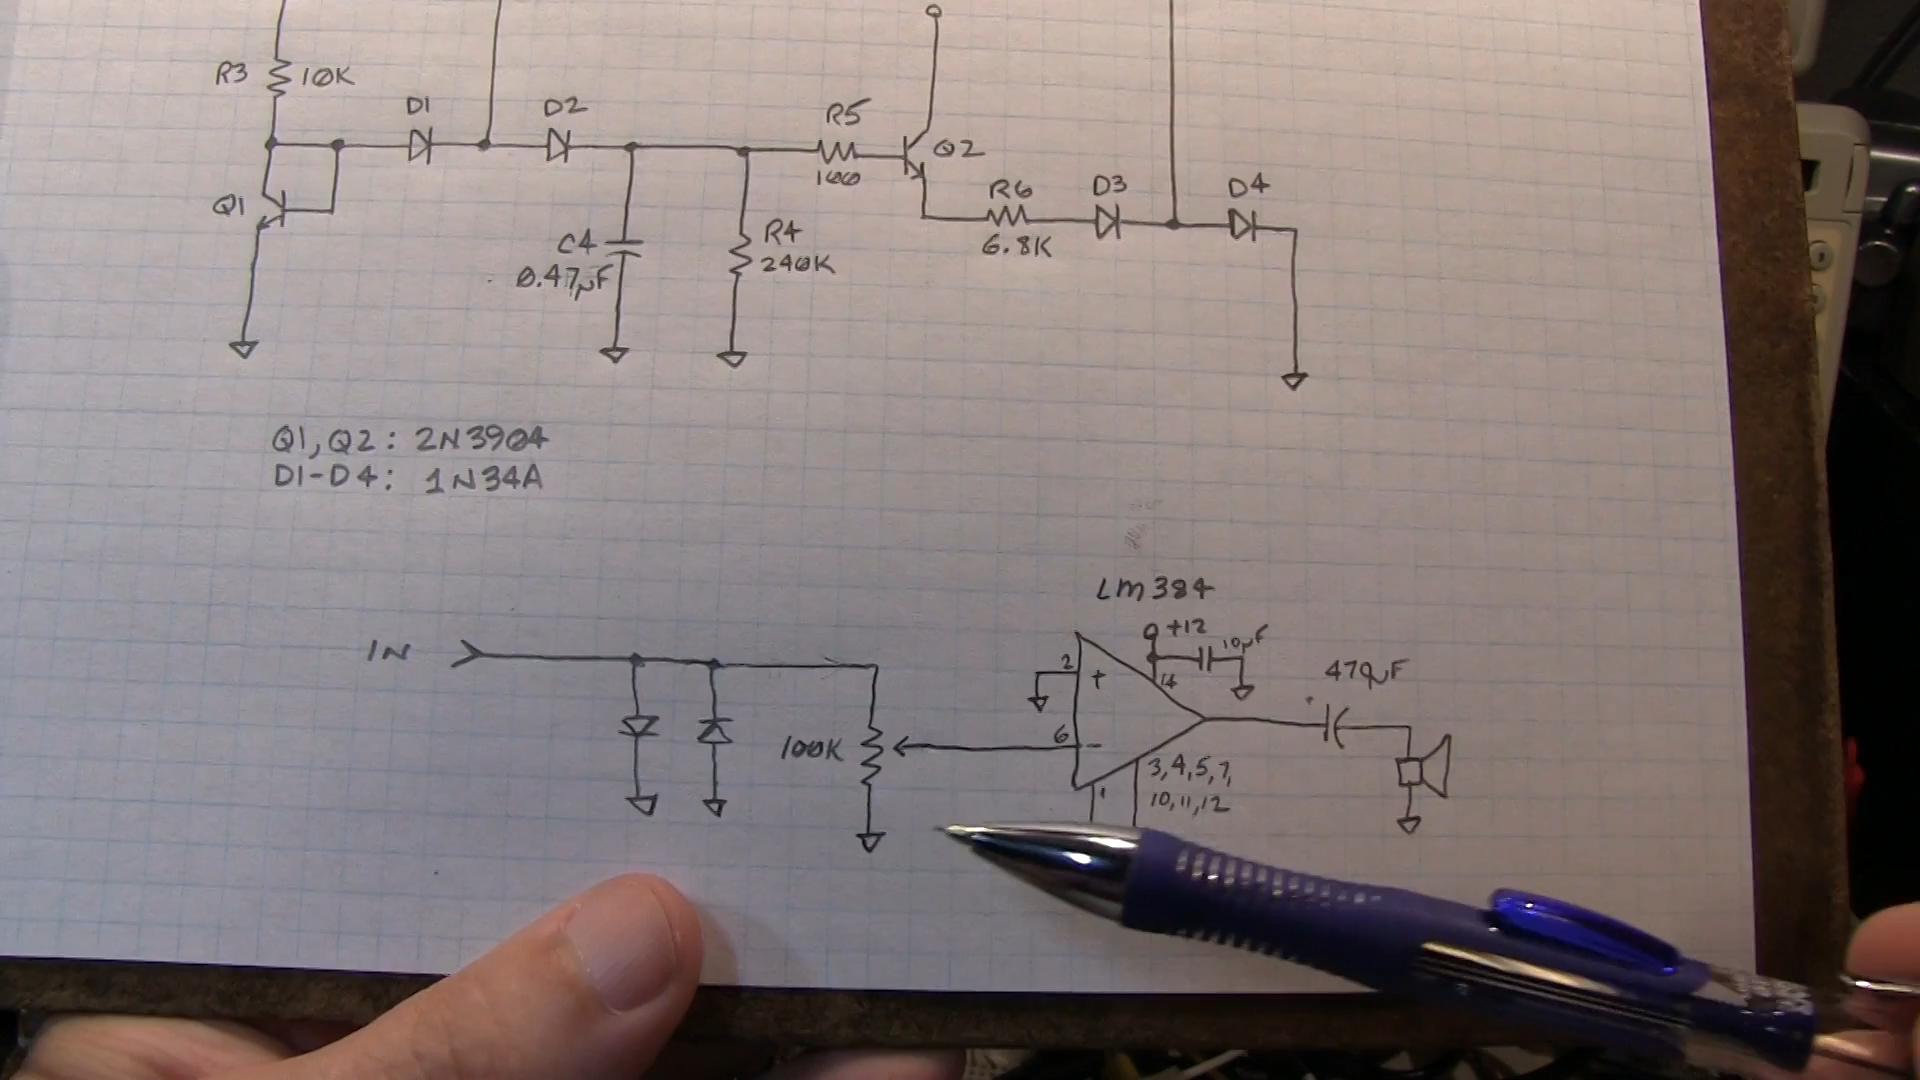 R3 10K
D1
D2
R5
100
Q2
Q1
C4
0.47µF
R4
240K
R6
6.8K
D3
D4
Q1, Q2: 2N3904
D1-D4: 1N34A
LM384
IN
+12
10µF
14
470µF
2
+
6
-
100K
1
3,4,5,7,
10,11,12